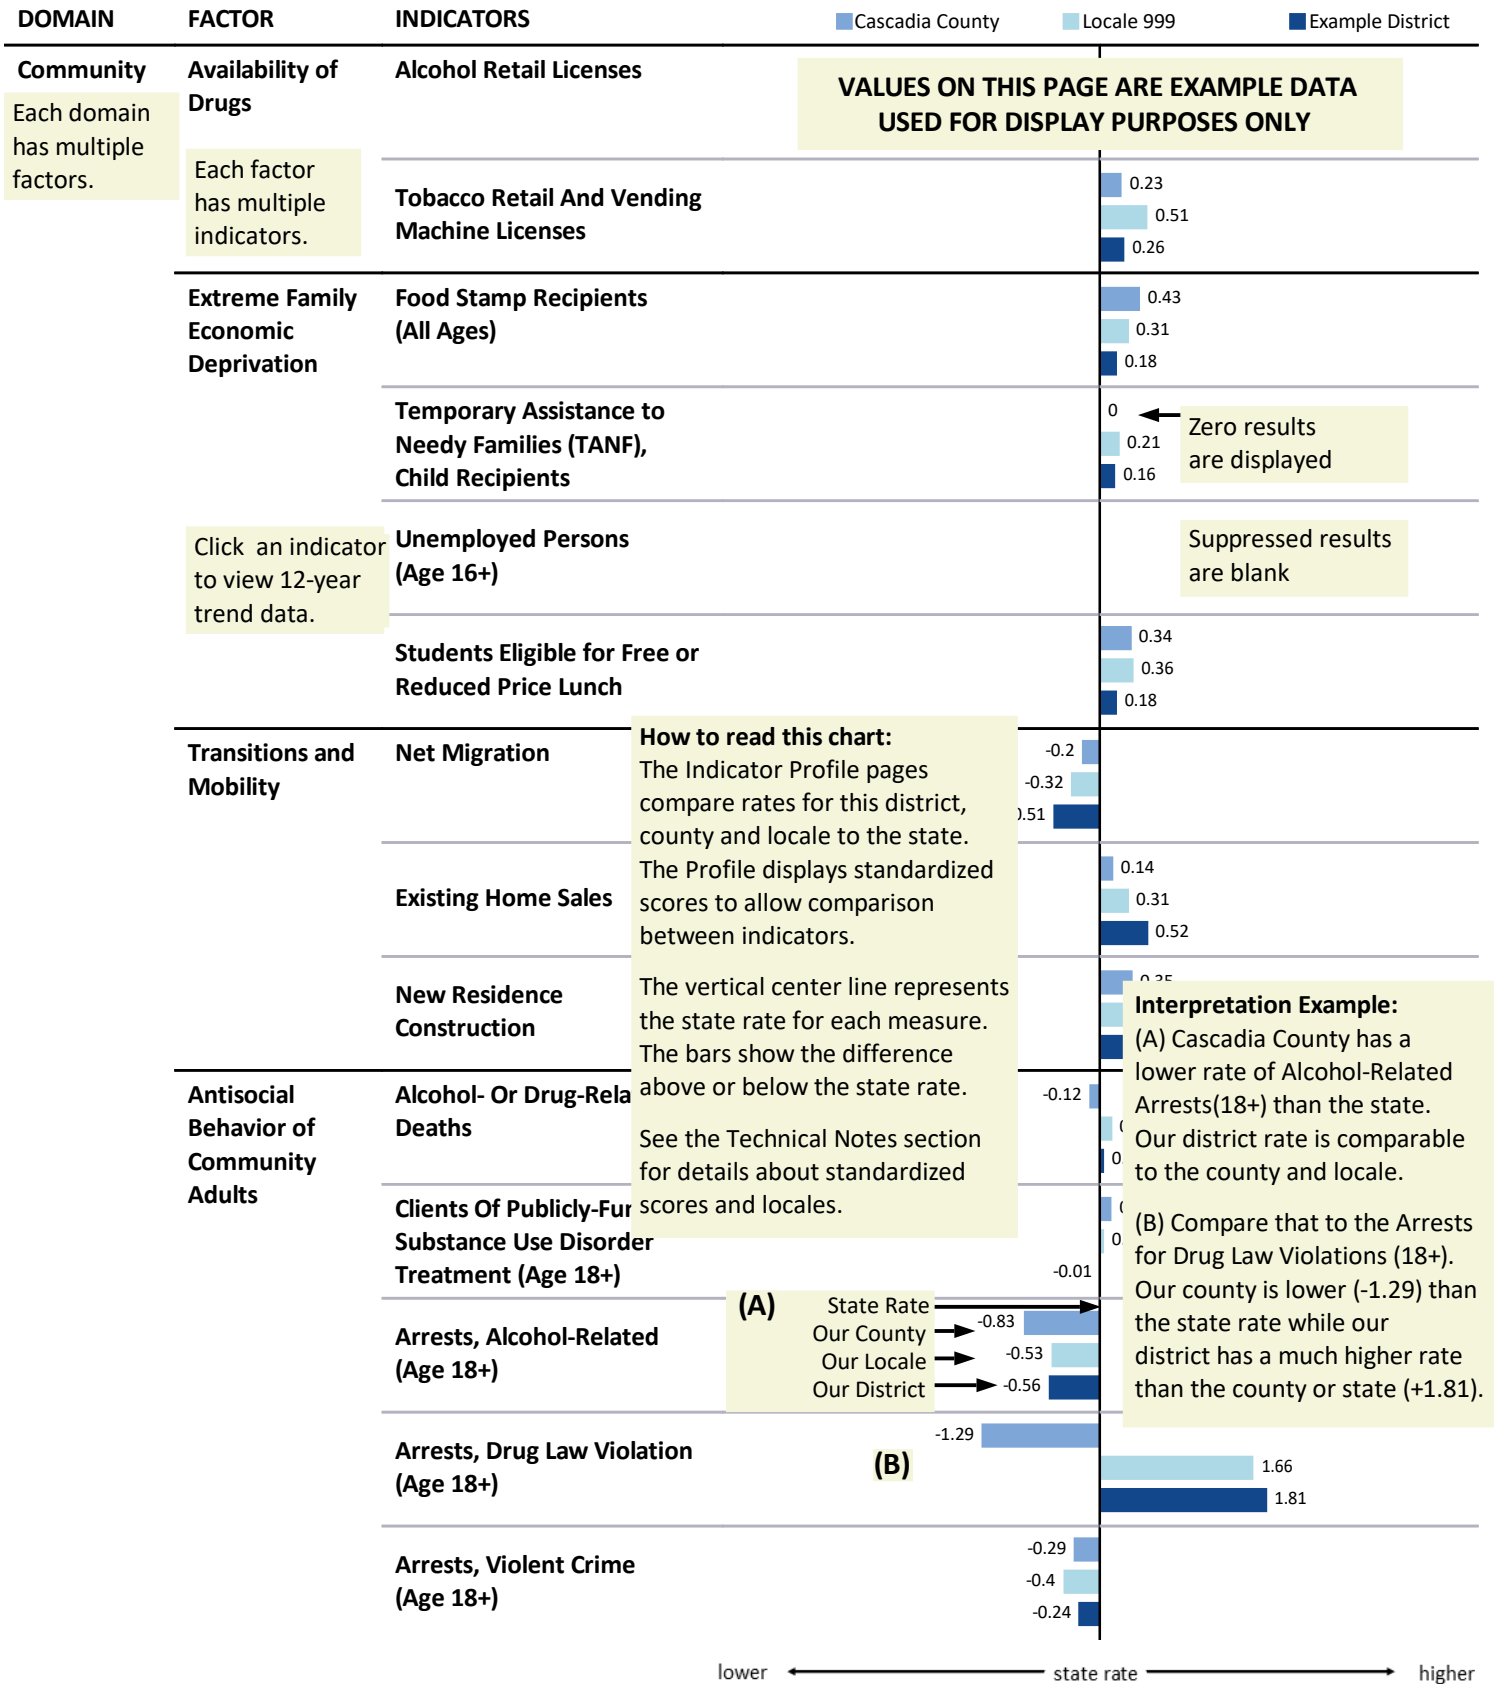 DOMAIN FACTOR INDICATORS Cascadia County Locale 999 Example District
Community
Each domain
has multiple
factors.
Availability of
Drugs
Each factor
has multiple
indicators.
Alcohol Retail Licenses
VALUES ON THIS PAGE ARE EXAMPLE DATA
USED FOR DISPLAY PURPOSES ONLY
Tobacco Retail And Vending
Machine Licenses
0.23
0.51
0.26
Extreme Family
Economic
Deprivation
Food Stamp Recipients
(All Ages)
0.43
0.31
0.18
Temporary Assistance to
Needy Families (TANF),
Child Recipients
0
0.21
0.16
Zero results
are displayed
Click an indicator
to view 12-year
trend data.
Unemployed Persons
(Age 16+)
Suppressed results
are blank
Students Eligible for Free or
Reduced Price Lunch
0.34
0.36
0.18
Transitions and
Mobility
Net Migration
-0.2
-0.32
.51
How to read this chart:
The Indicator Profile pages
compare rates for this district,
county and locale to the state.
The Profile displays standardized
scores to allow comparison
between indicators.
The vertical center line represents
the state rate for each measure.
The bars show the difference
above or below the state rate.
See the Technical Notes section
for details about standardized
scores and locales.
Existing Home Sales
0.14
0.31
0.52
New Residence
Construction
Interpretation Example:
(A) Cascadia County has a
lower rate of Alcohol-Related
Arrests(18+) than the state.
Our district rate is comparable
to the county and locale.
(B) Compare that to the Arrests
for Drug Law Violations (18+).
Our county is lower (-1.29) than
the state rate while our
district has a much higher rate
than the county or state (+1.81).
Antisocial
Behavior of
Community
Adults
Alcohol- Or Drug-Rela
Deaths
-0.12
0.
Clients Of Publicly-Fur
Substance Use Disorder
Treatment (Age 18+)
0.
-0.01
Arrests, Alcohol-Related
(Age 18+)
(A)
State Rate
Our County
Our Locale
Our District
-0.83
-0.53
-0.56
Arrests, Drug Law Violation
(Age 18+)
(B)
-1.29
1.66
1.81
Arrests, Violent Crime
(Age 18+)
-0.29
-0.4
-0.24
lower state rate higher